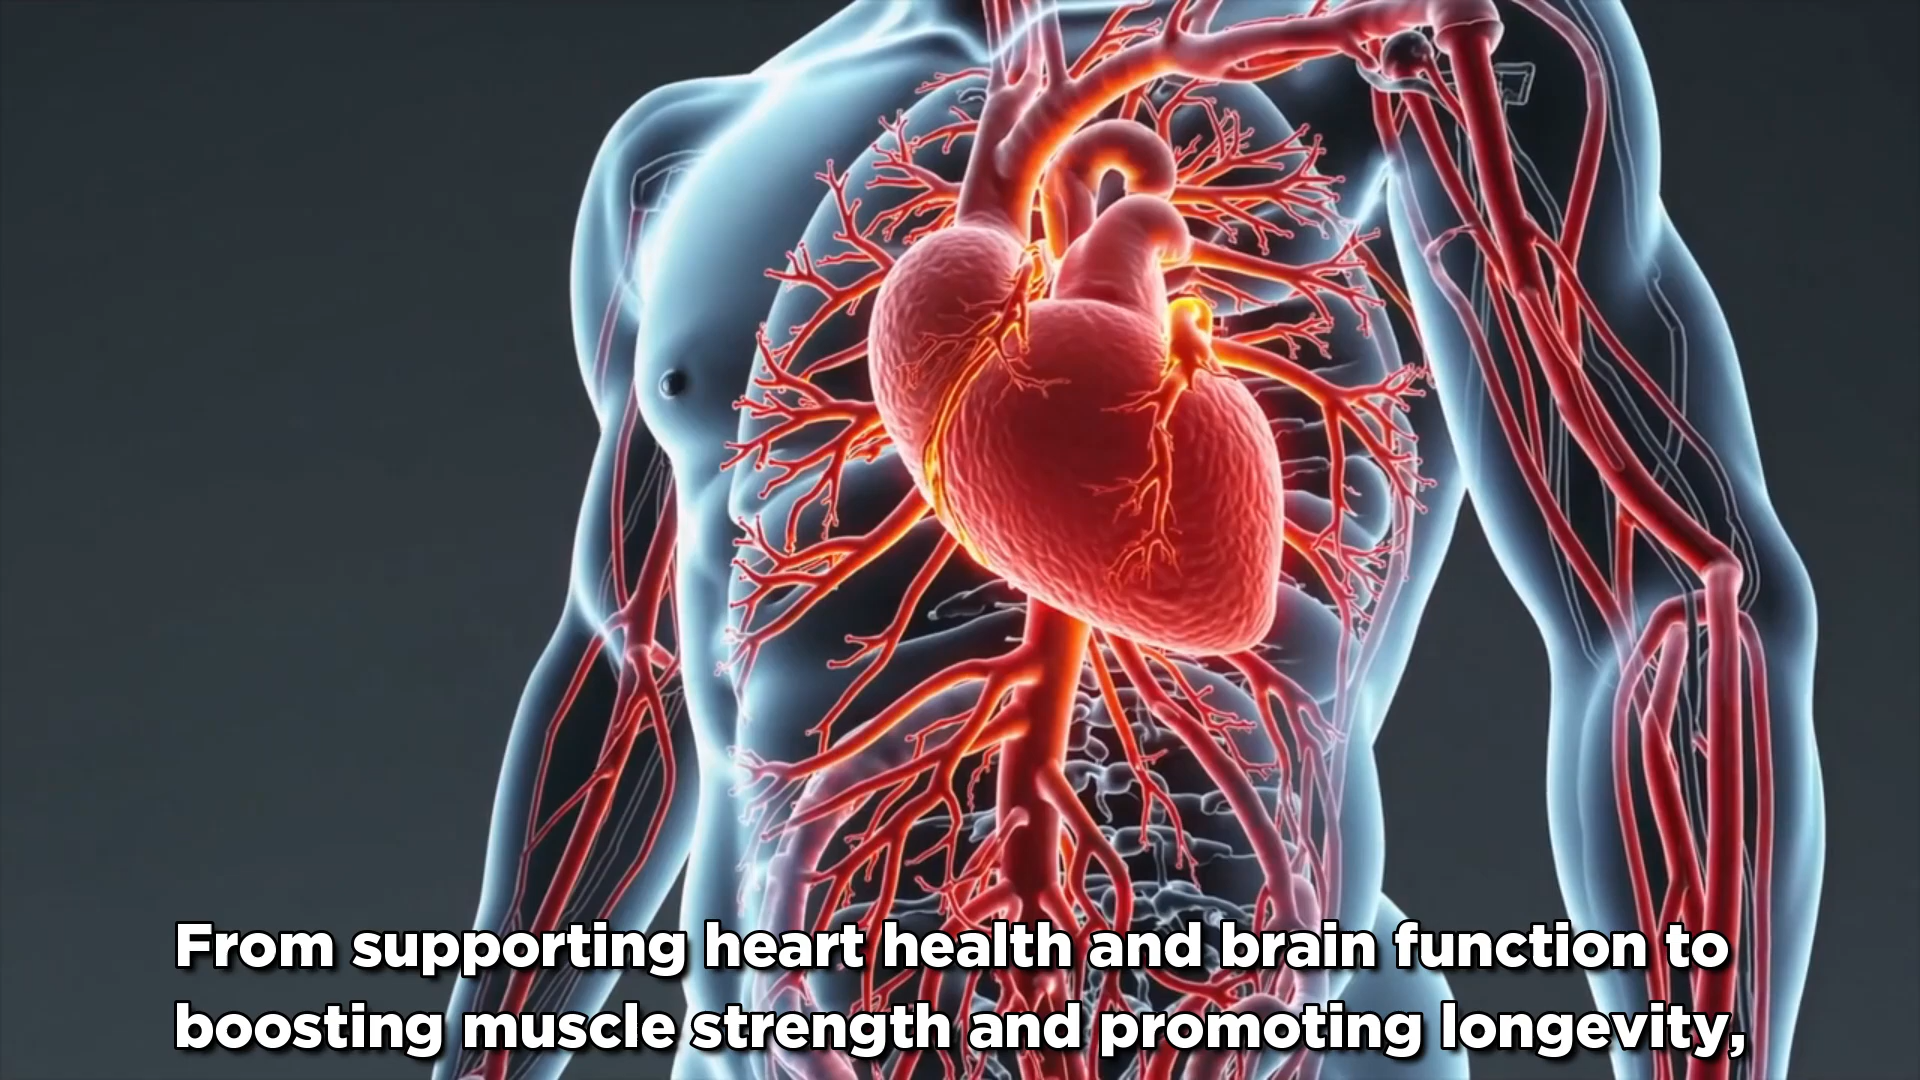 From supporting heart health and brain function to
boosting muscle strength and promoting longevity,